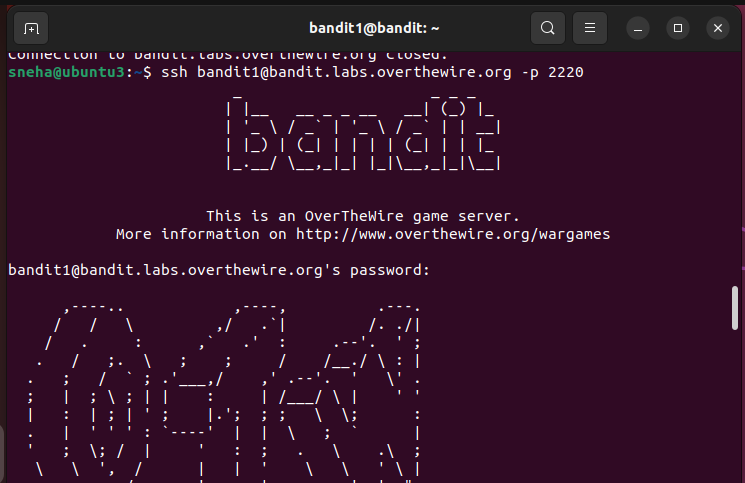 bandit1@bandit: ~
Connection to bandit.labs.overthewire.org closed.
sneha@ubuntu3:~$ ssh bandit1@bandit.labs.overthewire.org -p 2220
bandit
This is an OverTheWire game server.
More information on http://www.overthewire.org/wargames
bandit1@bandit.labs.overthewire.org's password: